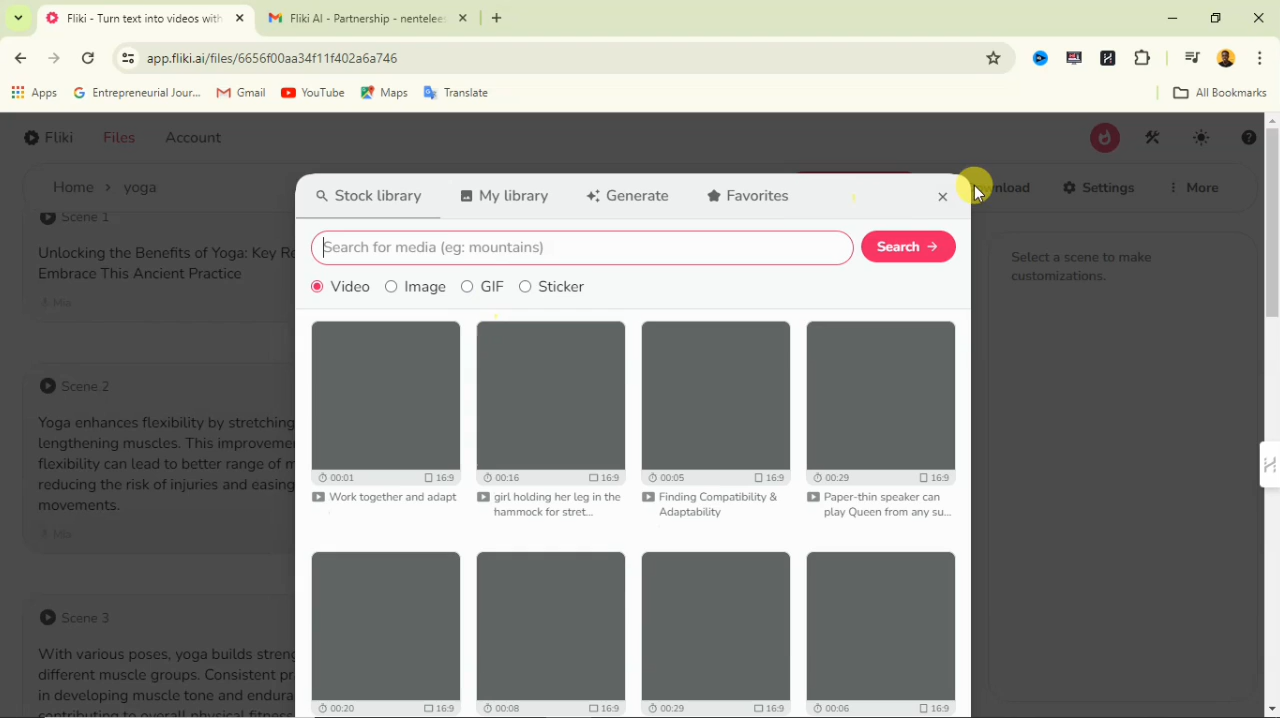 Fliki - Turn text into videos with
Fliki AI - Partnership - nentelee
app.fliki.ai/files/6656f00aa34f11f402a6a746
Apps
Entrepreneurial Jour...
Gmail
YouTube
Maps
Translate
All Bookmarks
Fliki
Files
Account
Home > yoga
Settings
More
Stock library
My library
Generate
Favorites
Search for media (eg: mountains)
Search →
Video
Image
GIF
Sticker
Scene 1
Unlocking the Benefits of Yoga: Key Re
Embrace This Ancient Practice
Mix
Select a scene to make
customizations.
00:01 16:9
00:16 16:9
00:05 16:9
00:29 16:9
Work together and adapt
girl holding her leg in the
hammock for stret...
Finding Compatibility &
Adaptability
Paper-thin speaker can
play Queen from any su...
Scene 2
Yoga enhances flexibility by stretching
lengthening muscles. This improveme
flexibility can lead to better range of m
reducing the risk of injuries and easing
movements.
Mix
Scene 3
With various poses, yoga builds stren
different muscle groups. Consistent pr
in developing muscle tone and endura
contributing to overall physical fitness
00:20 16:9
00:08 16:9
00:29 16:9
00:06 16:9